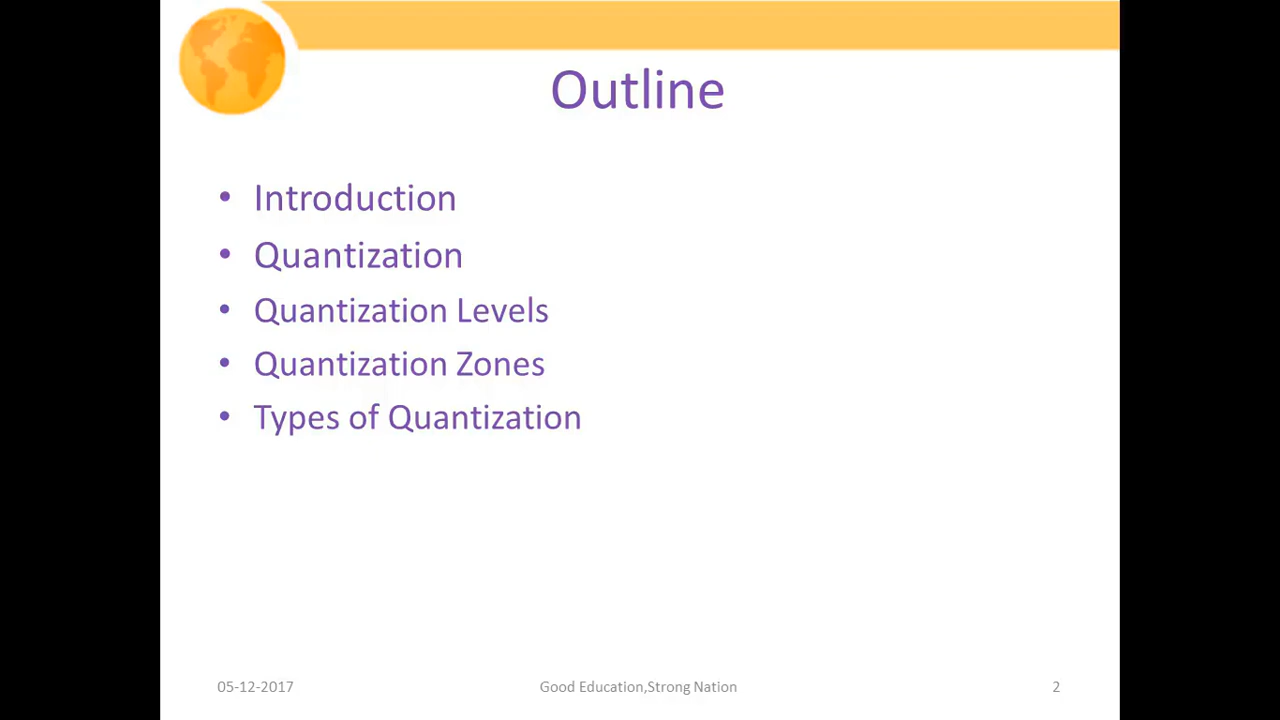 Outline
• Introduction
• Quantization
• Quantization Levels
• Quantization Zones
• Types of Quantization
05-12-2017
Good Education,Strong Nation
2